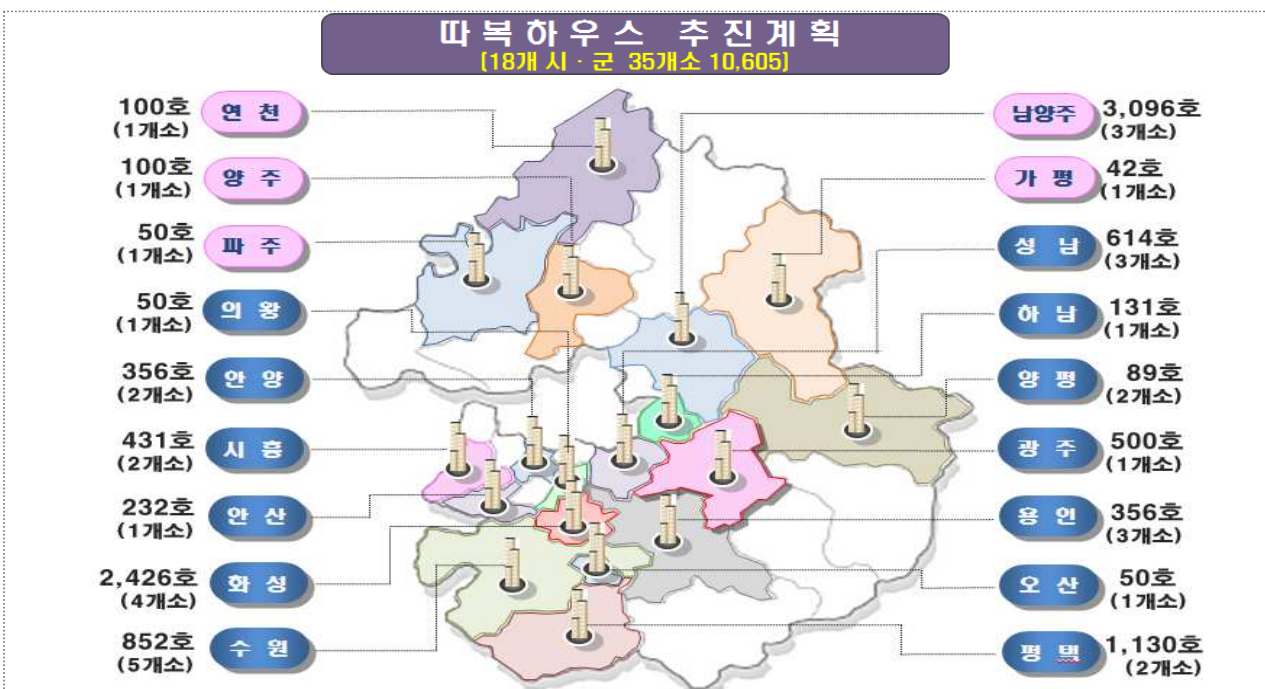 따복하우스 추진계획
[18개 시·군 35개소 10,605]
100호
(1개소)
연천
100호
(1개소)
양주
50호
(1개소)
파주
50호
(1개소)
의왕
356호
(2개소)
안양
431호
(2개소)
시흥
232호
(1개소)
안산
2,426호
(4개소)
화성
852호
(5개소)
수원
남양주
3,096호
(3개소)
가평
42호
(1개소)
성남
614호
(3개소)
하남
131호
(1개소)
양평
89호
(2개소)
광주
500호
(1개소)
용인
356호
(3개소)
오산
50호
(1개소)
평택
1,130호
(2개소)